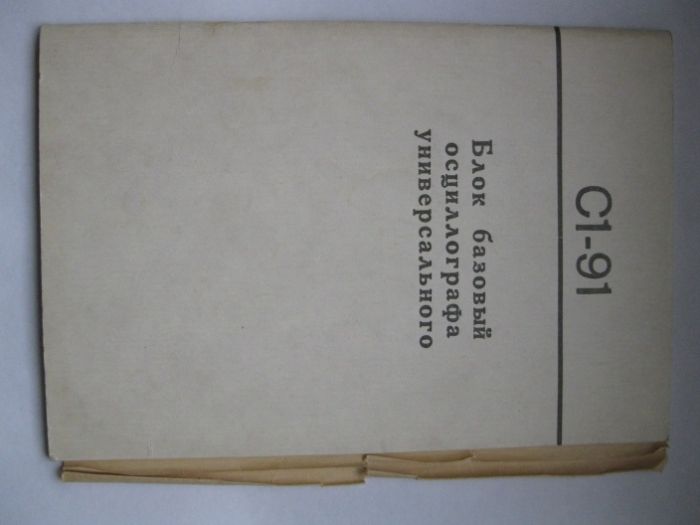 С1-91
Блок базовый
осциллографа
универсального